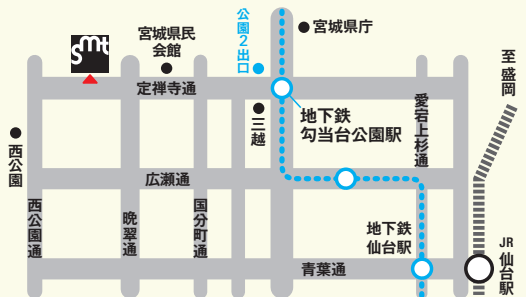 smt
宮城県民
会館
公園2出口
宮城県庁
至 盛岡
定禅寺通
三越
地下鉄
勾当台公園駅
愛宕上杉通
西公園
広瀬通
西公園通
晩翠通
国分町通
地下鉄
仙台駅
青葉通
JR
仙台駅